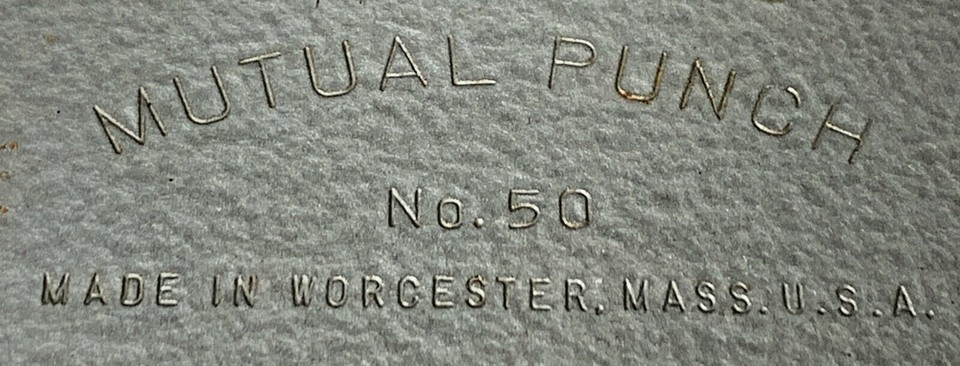 MUTUAL PUNCH
No. 50
MADE IN WORCESTER, MASS. U.S.A.